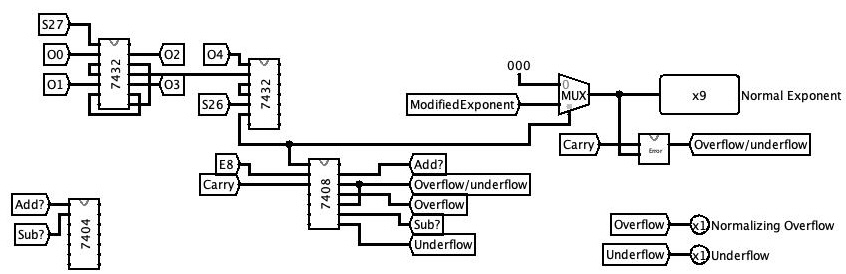 S27
O0
O1
7432
O2
O3
O4
S26
7432
000
ModifiedExponent
0
MUX
x9
Normal Exponent
Carry
Error
Overflow/underflow
E8
Carry
7408
Add?
Overflow/underflow
Overflow
Sub?
Underflow
Add?
Sub?
7404
Overflow
x1
Normalizing Overflow
Underflow
x1
Underflow